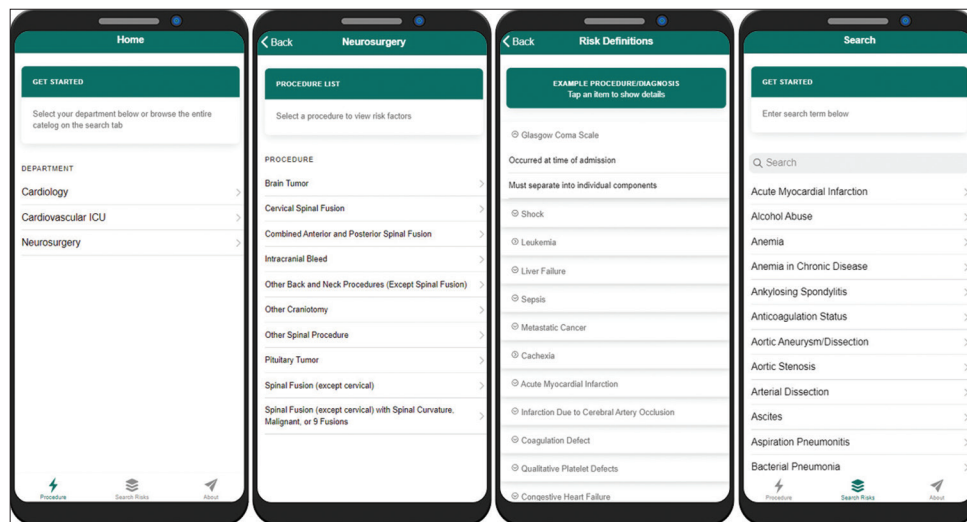 Home
GET STARTED
Select your department below or browse the entire
catelog on the search tab
DEPARTMENT
Cardiology
Cardiovascular ICU
Neurosurgery
Procedure
Search Risks
About
Back
Neurosurgery
PROCEDURE LIST
Select a procedure to view risk factors
PROCEDURE
Brain Tumor
Cervical Spinal Fusion
Combined Anterior and Posterior Spinal Fusion
Intracranial Bleed
Other Back and Neck Procedures (Except Spinal Fusion)
Other Craniotomy
Other Spinal Procedure
Pituitary Tumor
Spinal Fusion (except cervical)
Spinal Fusion (except cervical) with Spinal Curvature,
Malignant, or 9 Fusions
Back
Risk Definitions
EXAMPLE PROCEDURE/DIAGNOSIS
Tap an item to show details
Glasgow Coma Scale
Occurred at time of admission
Must separate into individual components
Shock
Leukemia
Liver Failure
Sepsis
Metastatic Cancer
Cachexia
Acute Myocardial Infarction
Infarction Due to Cerebral Artery Occlusion
Coagulation Defect
Qualitative Platelet Defects
Congestive Heart Failure
Search
GET STARTED
Enter search term below
Search
Acute Myocardial Infarction
Alcohol Abuse
Anemia
Anemia in Chronic Disease
Ankylosing Spondylitis
Anticoagulation Status
Aortic Aneurysm/Dissection
Aortic Stenosis
Arterial Dissection
Ascites
Aspiration Pneumonitis
Bacterial Pneumonia
Procedure
Search Risks
About